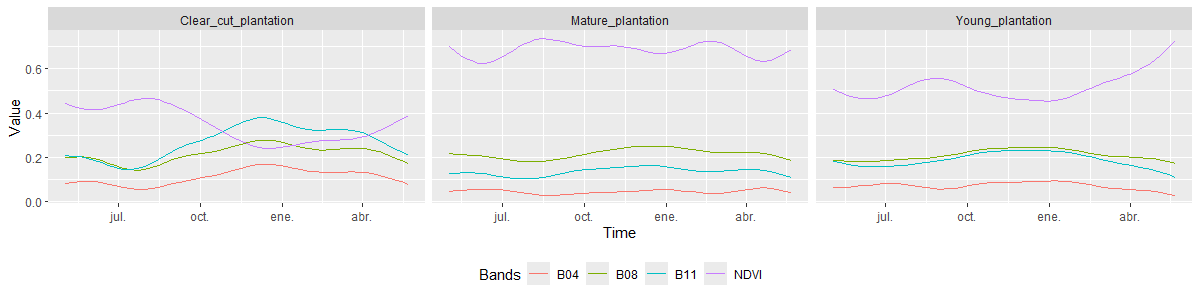 Clear_cut_plantation Mature_plantation Young_plantation
Value
0.6
0.4
0.2
0.0
jul. oct. ene. abr. jul. oct. ene. abr. jul. oct. ene. abr.
Time
Bands B04 B08 B11 NDVI